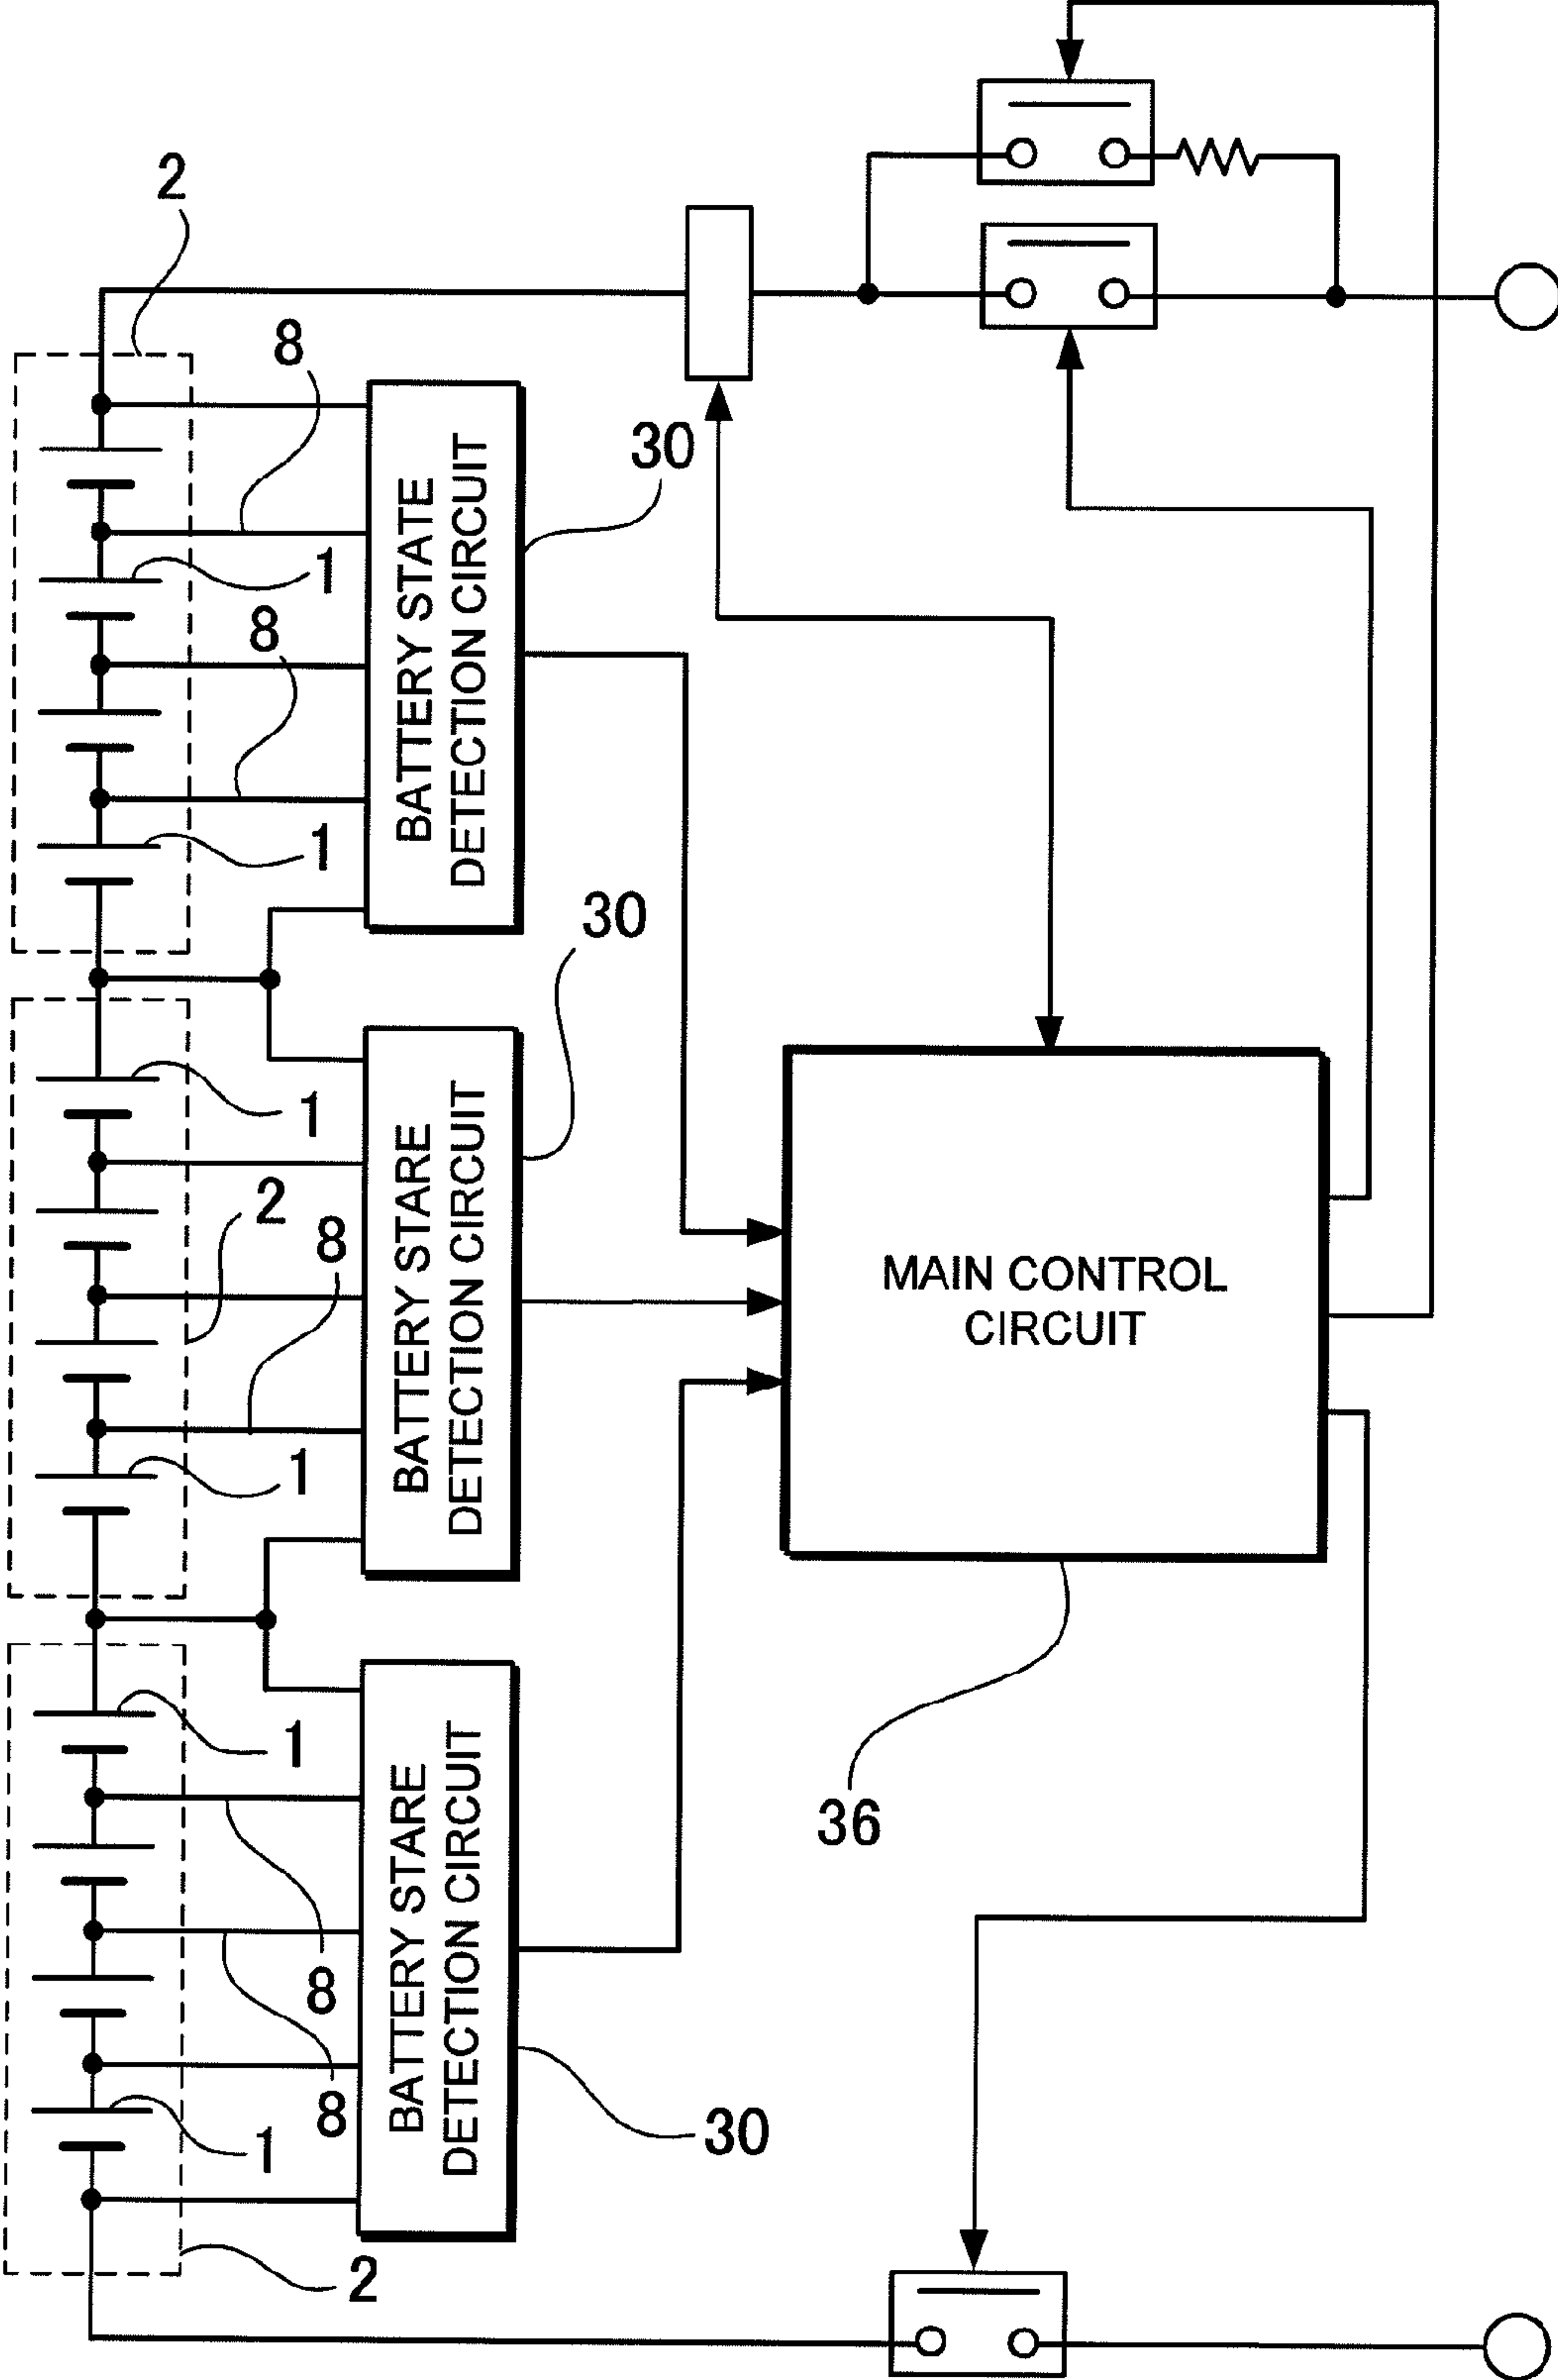 2
8
30
1
8
BATTERY STATE
DETECTION CIRCUIT
1
30
1
2
8
BATTERY STARE
DETECTION CIRCUIT
MAIN CONTROL
CIRCUIT
1
1
36
BATTERY STARE
DETECTION CIRCUIT
8
8
30
1
2